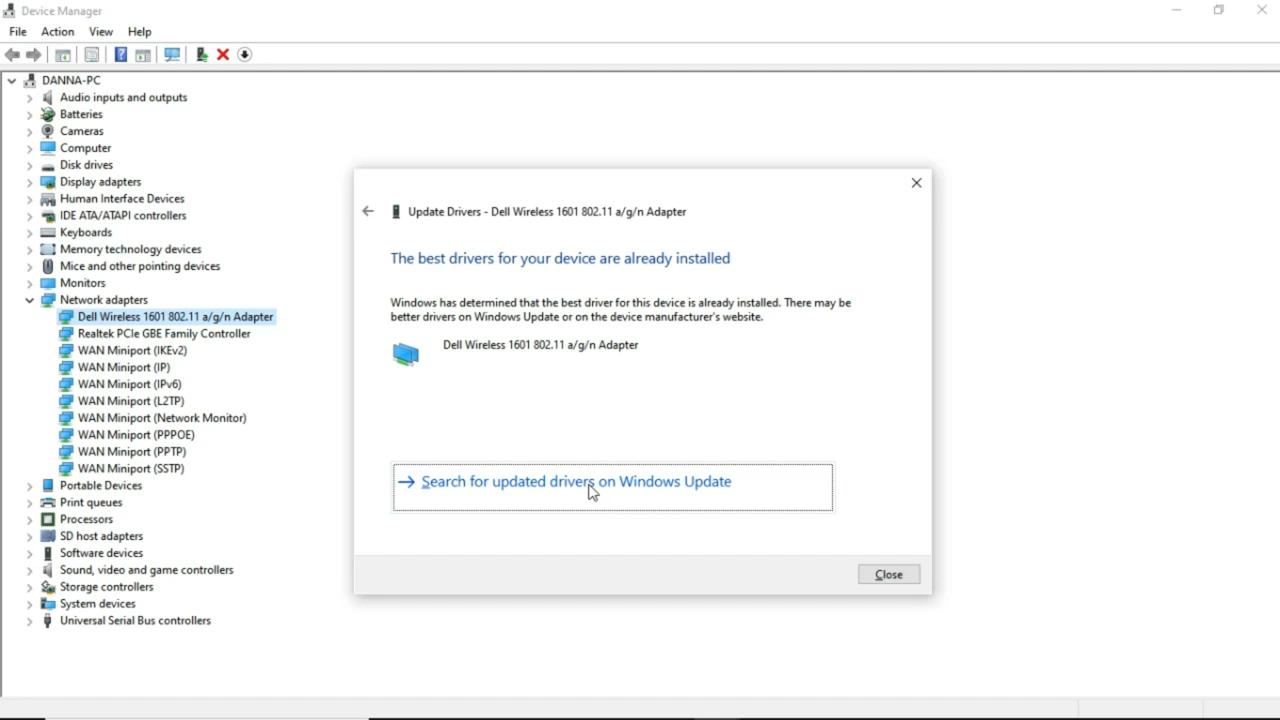 Device Manager
File Action View Help
DANNA-PC
Audio inputs and outputs
Batteries
Cameras
Computer
Disk drives
Display adapters
Human Interface Devices
IDE ATA/ATAPI controllers
Keyboards
Memory technology devices
Mice and other pointing devices
Monitors
Network adapters
Dell Wireless 1601 802.11 a/g/n Adapter
Realtek PCIe GBE Family Controller
WAN Miniport (IKEv2)
WAN Miniport (IP)
WAN Miniport (IPv6)
WAN Miniport (L2TP)
WAN Miniport (Network Monitor)
WAN Miniport (PPPOE)
WAN Miniport (PPTP)
WAN Miniport (SSTP)
Portable Devices
Print queues
Processors
SD host adapters
Software devices
Sound, video and game controllers
Storage controllers
System devices
Universal Serial Bus controllers
Update Drivers - Dell Wireless 1601 802.11 a/g/n Adapter
The best drivers for your device are already installed
Windows has determined that the best driver for this device is already installed. There may be
better drivers on Windows Update or on the device manufacturer's website.
Dell Wireless 1601 802.11 a/g/n Adapter
Search for updated drivers on Windows Update
Close